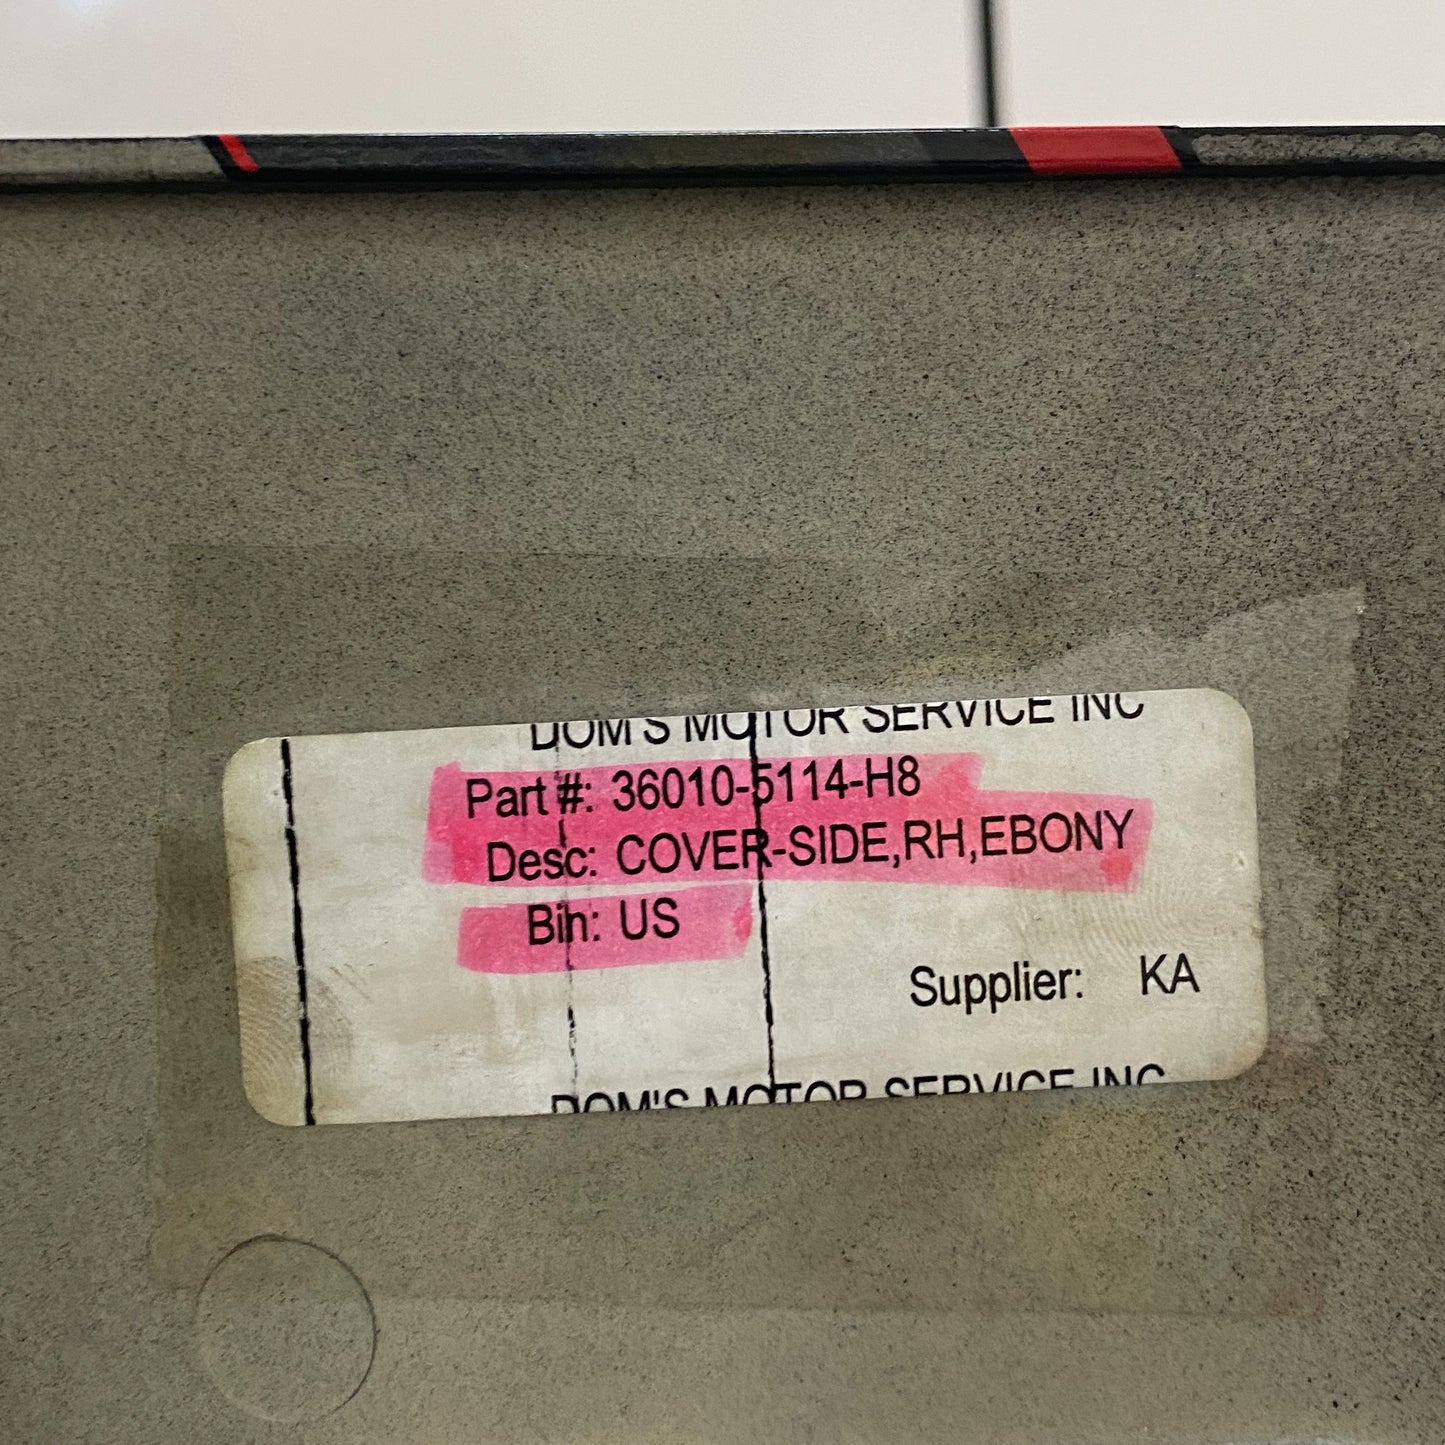 DOM'S MOTOR SERVICE INC
Part #: 36010-5114-H8
Desc: COVER-SIDE,RH,EBONY
Bin: US
Supplier: KA
DOM'S MOTOR SERVICE INC